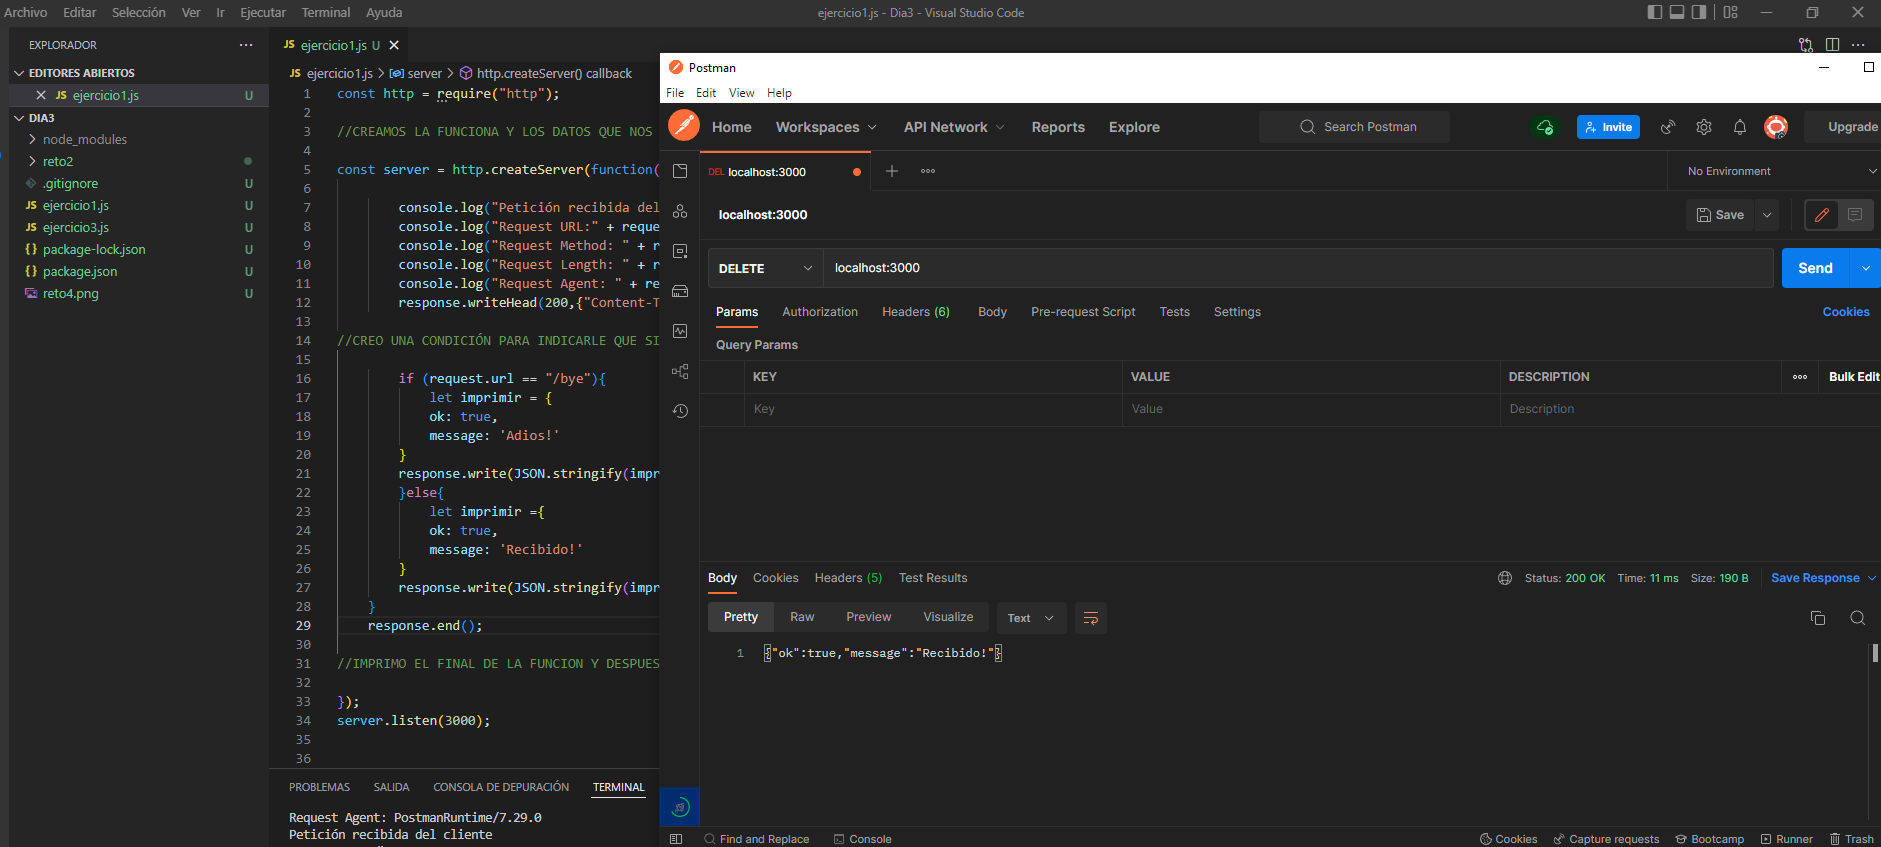 Archivo Editar Selección Ver Ir Ejecutar Terminal Ayuda
ejercicio1.js - Dia3 - Visual Studio Code
EXPLORADOR
EDITORES ABIERTOS
JS ejercicio1.js U
DIA3
node_modules
reto2
.gitignore U
JS ejercicio1.js U
JS ejercicio3.js U
{} package-lock.json U
{} package.json U
reto4.png U
JS ejercicio1.js U
JS ejercicio1.js > server > http.createServer() callback
1 const http = require("http");
2
3 //CREAMOS LA FUNCIONA Y LOS DATOS QUE NOS
4
5 const server = http.createServer(function(
6
7 console.log("Petición recibida del
8 console.log("Request URL:" + reque
9 console.log("Request Method: " + r
10 console.log("Request Length: " + r
11 console.log("Request Agent: " + re
12 response.writeHead(200,{"Content-T
13
14 //CREO UNA CONDICIÓN PARA INDICARLE QUE SI
15
16 if (request.url == "/bye"){
17 let imprimir = {
18 ok: true,
19 message: 'Adios!'
20 }
21 response.write(JSON.stringify(impr
22 }else{
23 let imprimir ={
24 ok: true,
25 message: 'Recibido!'
26 }
27 response.write(JSON.stringify(impr
28 }
29 response.end();
30
31 //IMPRIMO EL FINAL DE LA FUNCION Y DESPUES
32
33 });
34 server.listen(3000);
35
36
PROBLEMAS SALIDA CONSOLA DE DEPURACIÓN TERMINAL
Request Agent: PostmanRuntime/7.29.0
Petición recibida del cliente
Postman
File Edit View Help
Home Workspaces API Network Reports Explore Search Postman Invite Upgrade
DEL localhost:3000 No Environment
localhost:3000 Save
DELETE localhost:3000 Send
Params Authorization Headers (6) Body Pre-request Script Tests Settings Cookies
Query Params
KEY VALUE DESCRIPTION Bulk Edit
Key Value Description
Body Cookies Headers (5) Test Results Status: 200 OK Time: 11 ms Size: 190 B Save Response
Pretty Raw Preview Visualize Text
1 {"ok":true,"message":"Recibido!"}
Find and Replace Console Cookies Capture requests Bootcamp Runner Trash